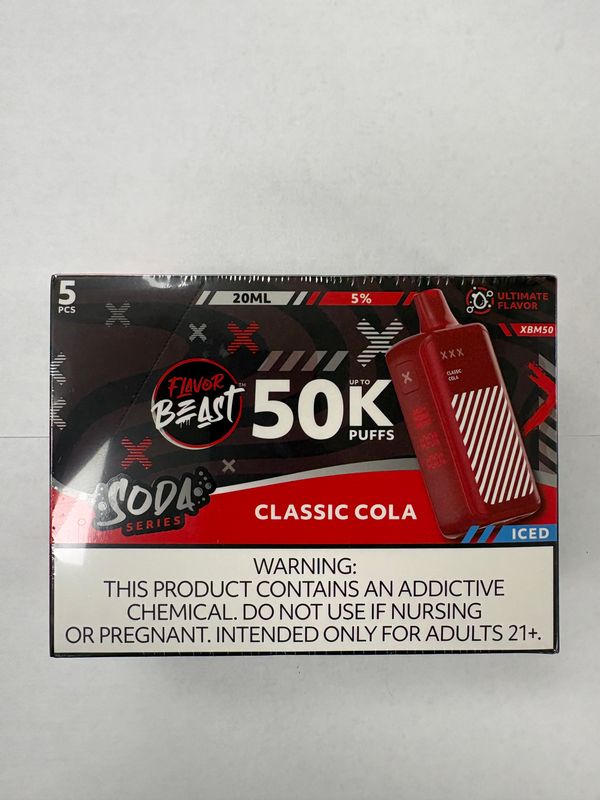 5
PCS
20ML
5%
ULTIMATE
FLAVOR
XBM50
FLAVOR
BEAST™
UP TO
50K
PUFFS
XXX
X
CLASSIC
COLA
SODA
SERIES
CLASSIC COLA
ICED
WARNING:
THIS PRODUCT CONTAINS AN ADDICTIVE
CHEMICAL. DO NOT USE IF NURSING
OR PREGNANT. INTENDED ONLY FOR ADULTS 21+.